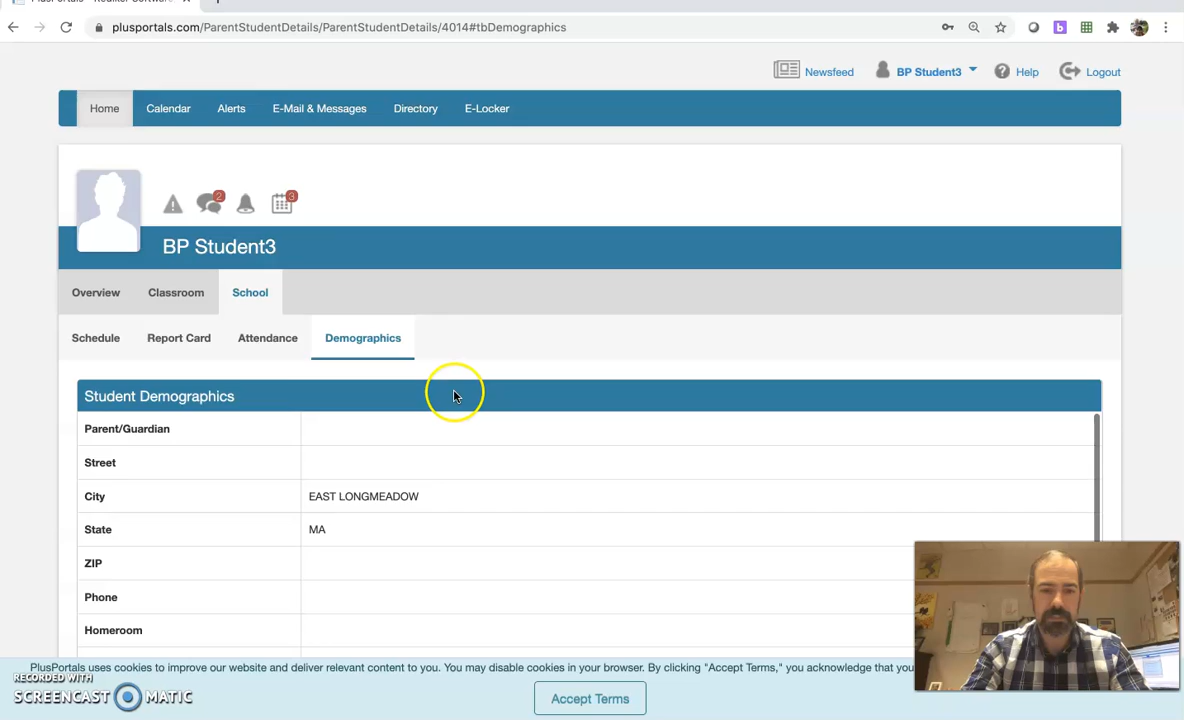 plusportals.com/ParentStudentDetails/ParentStudentDetails/4014#tbDemographics
Newsfeed BP Student3 Help Logout
Home Calendar Alerts E-Mail & Messages Directory E-Locker
2 3
BP Student3
Overview Classroom School
Schedule Report Card Attendance Demographics
Student Demographics
Parent/Guardian
Street
City EAST LONGMEADOW
State MA
ZIP
Phone
Homeroom
PlusPortals uses cookies to improve our website and deliver relevant content to you. You may disable cookies in your browser. By clicking "Accept Terms," you acknowledge that you
RECORDED WITH
SCREENCAST MATIC
Accept Terms